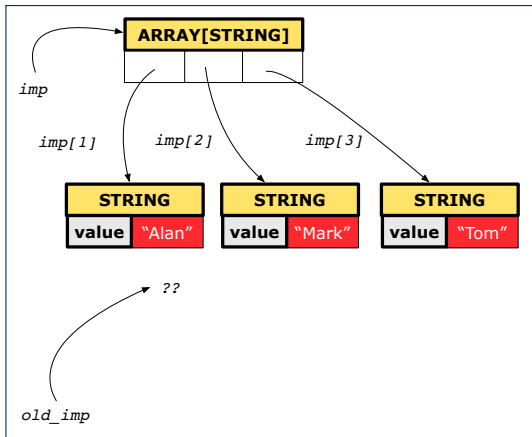 ARRAY[STRING]
imp
imp[1] imp[2] imp[3]
STRING STRING STRING
value “Alan” value “Mark” value “Tom”
??
old_imp